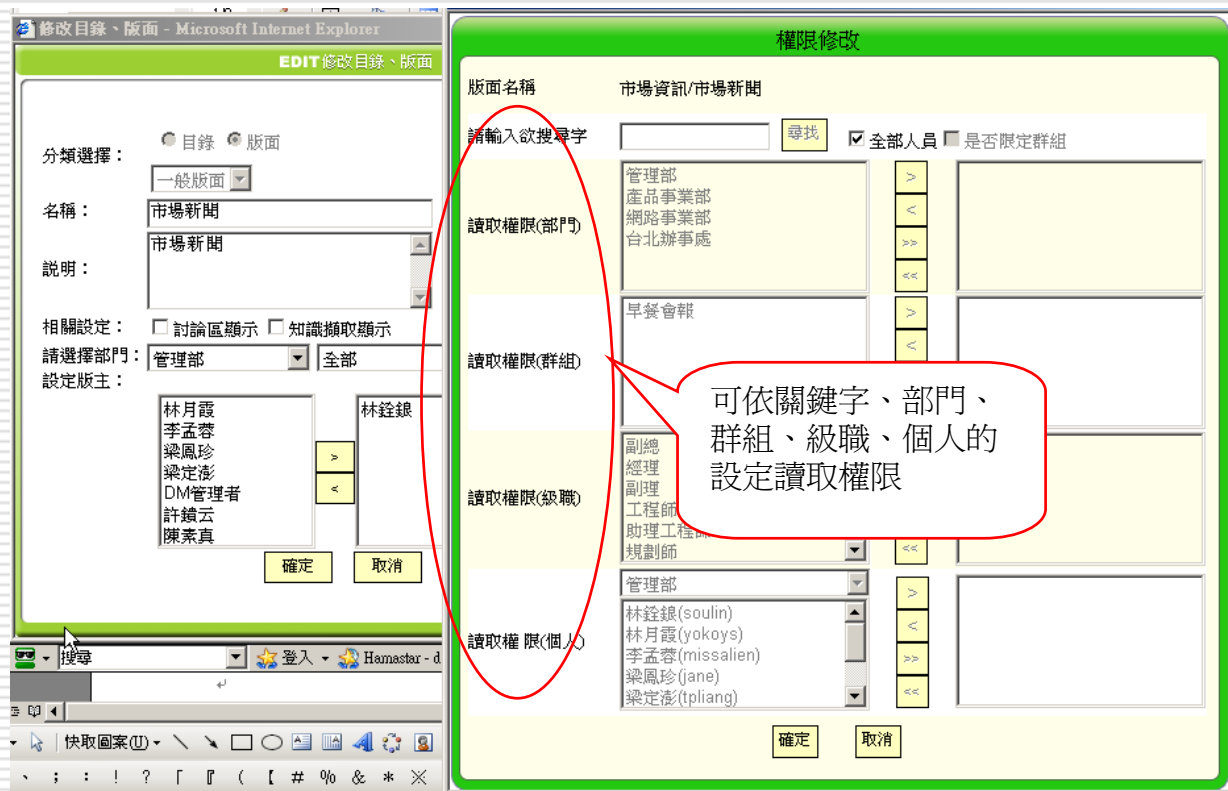 修改目錄、版面 - Microsoft Internet Explorer
EDIT修改目錄、版面
分類選擇：
目錄 版面
一般版面
名稱：
市場新聞
說明：
市場新聞
相關設定：
討論區顯示 知識擷取顯示
請選擇部門：
管理部 全部
設定版主：
林月霞
李孟蓉
梁鳳珍
梁定澎
DM管理者
許鐼云
陳素真
>
<
林銓鋃
確定 取消
搜尋 登入 Hamastar - d
快取圖案(U)
、 ； ： ！ ？ 「 『 （ 【 # % & * ※
權限修改
版面名稱 市場資訊/市場新聞
請輸入欲搜尋字 尋找 全部人員 是否限定群組
讀取權限(部門)
管理部
產品事業部
網路事業部
台北辦事處
>
<
>>
<<
讀取權限(群組)
早餐會報
>
<
可依關鍵字、部門、
群組、級職、個人的
設定讀取權限
讀取權限(級職)
副總
經理
副理
工程師
助理工程師
規劃師
<<
讀取權 限(個人)
管理部
林銓鋃(soulin)
林月霞(yokoys)
李孟蓉(missalien)
梁鳳珍(jane)
梁定澎(tpliang)
>
<
>>
<<
確定 取消